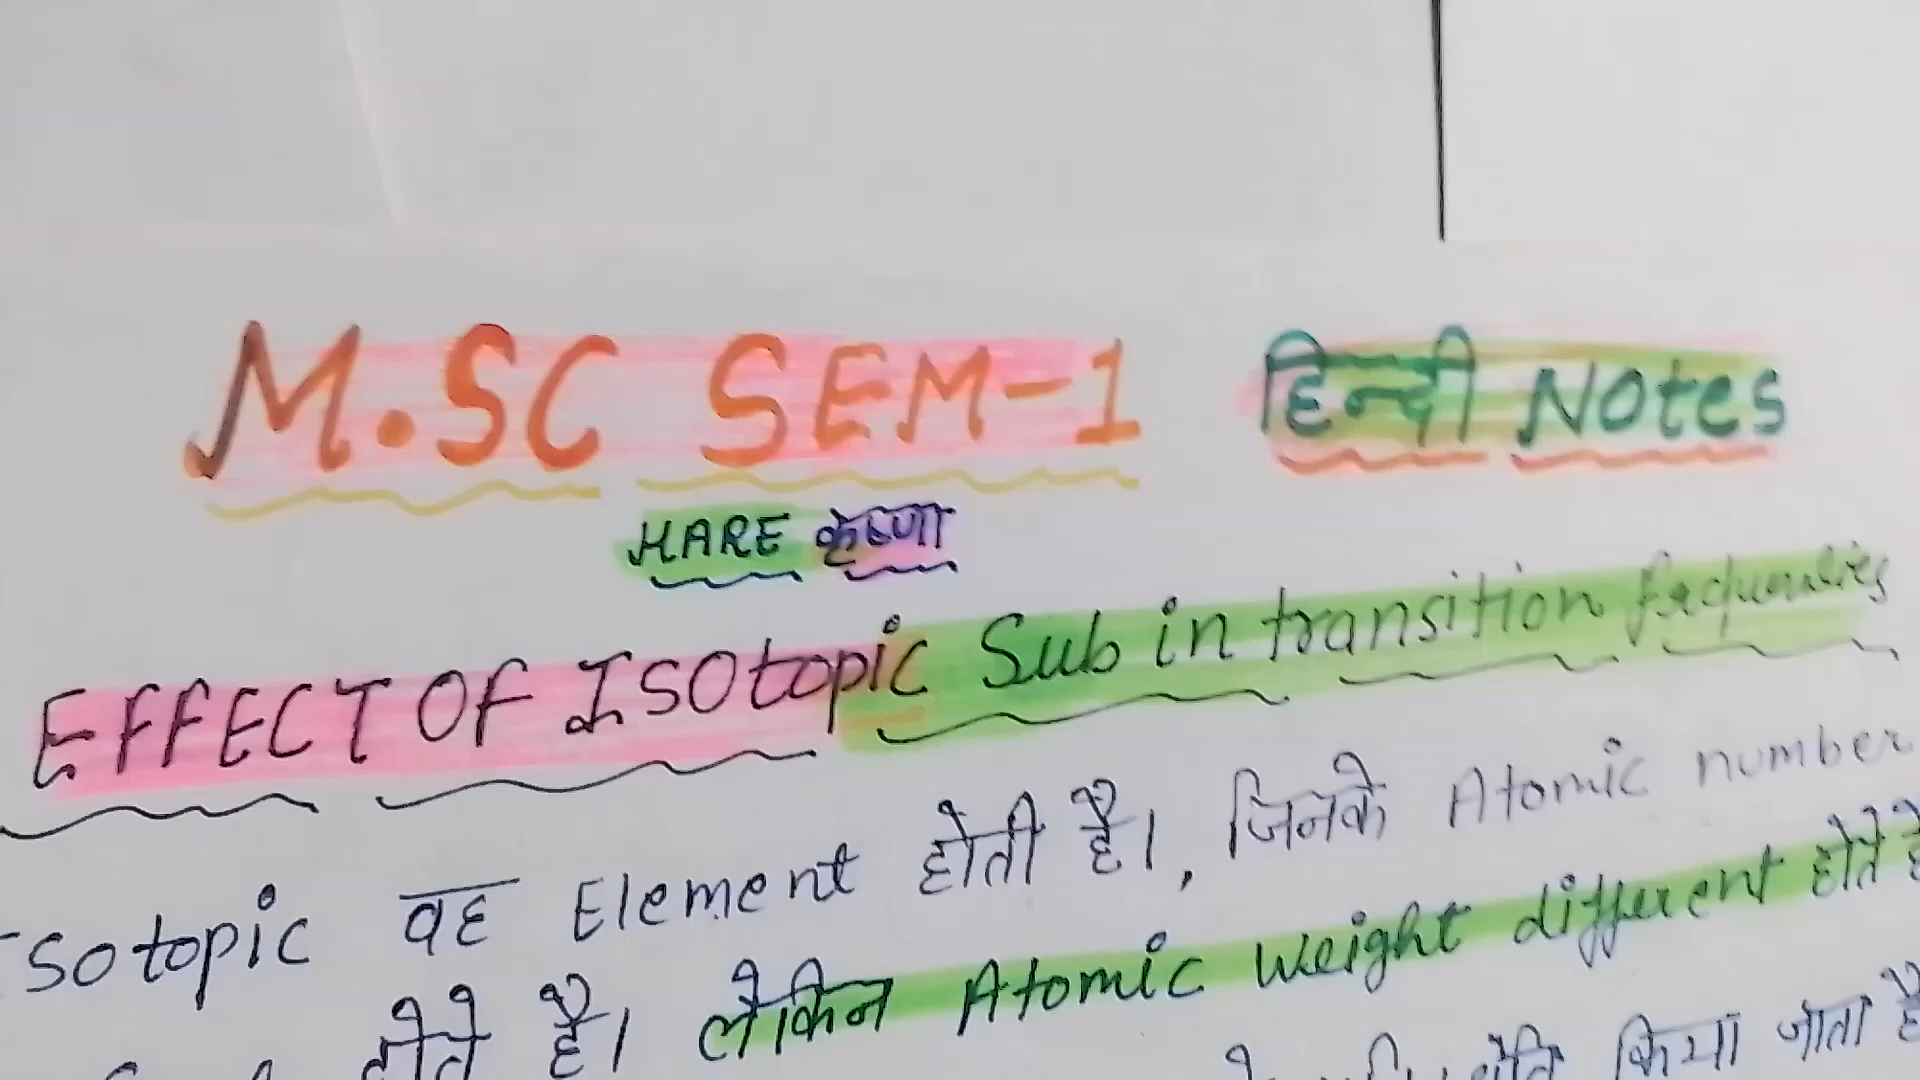 M.SC SEM-1 हिन्दी Notes
HARE कृष्णा
EFFECT OF Isotopic Sub in transition
Isotopic वह Element होती है।, जिनके Atomic number
होते है। लेकिन Atomic weight different होते है
किया जाता है